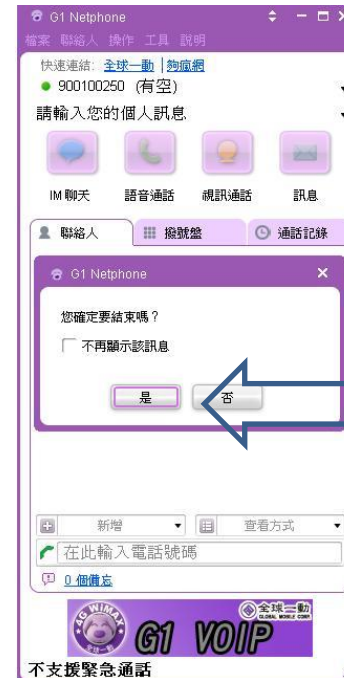 G1 Netphone
檔案 聯絡人 操作 工具 說明
快速連結: 全球一動 | 夠瘋網
900100250 (有空)
請輸入您的個人訊息
IM 聊天 語音通話 視訊通話 訊息
聯絡人 撥號盤 通話記錄
G1 Netphone
您確定要結束嗎？
不再顯示該訊息
是 否
新增 查看方式
在此輸入電話號碼
0 個備忘
4G WIMAX
全球一動
G1 VOIP
全球一動
GLOBAL MOBILE CORP.
不支援緊急通話